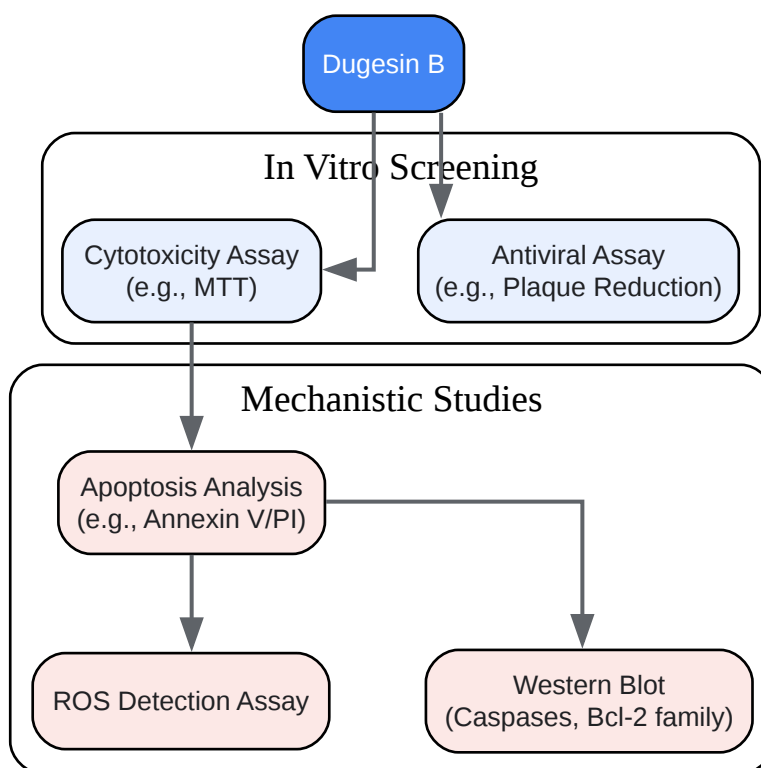 Dugesin B
In Vitro Screening
Cytotoxicity Assay
(e.g., MTT)
Antiviral Assay
(e.g., Plaque Reduction)
Mechanistic Studies
Apoptosis Analysis
(e.g., Annexin V/PI)
ROS Detection Assay
Western Blot
(Caspases, Bcl-2 family)